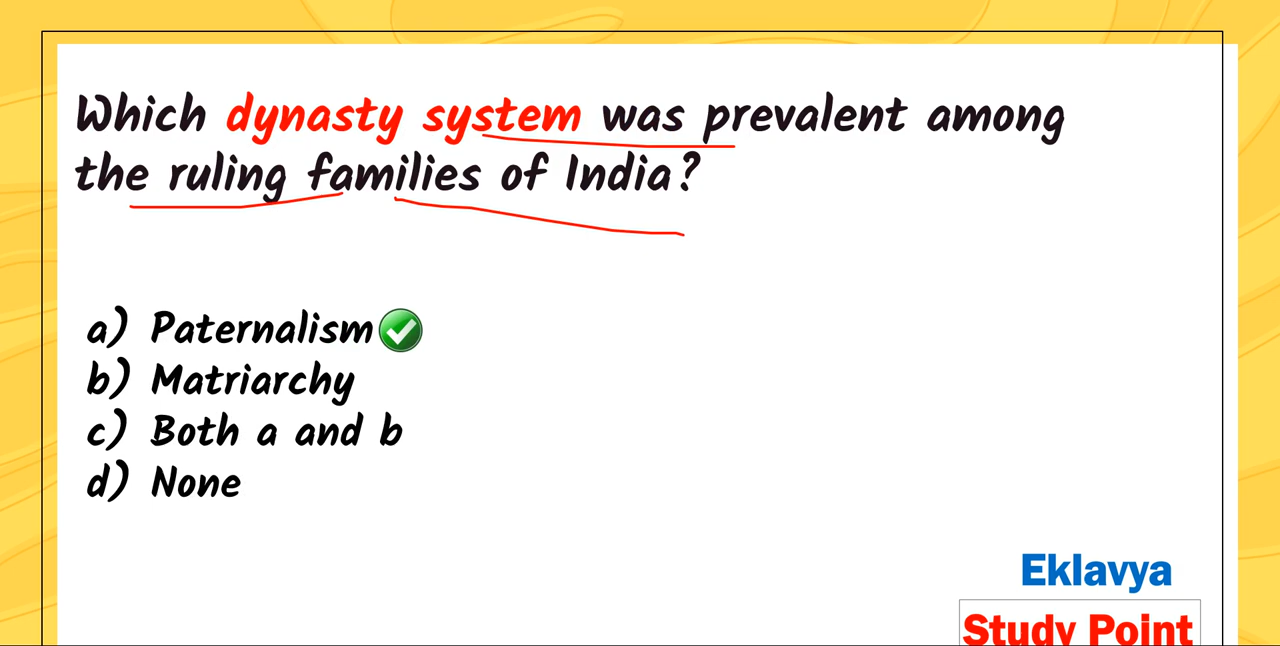 Which dynasty system was prevalent among
the ruling families of India?
a) Paternalism
b) Matriarchy
c) Both a and b
d) None
Eklavya
Study Point